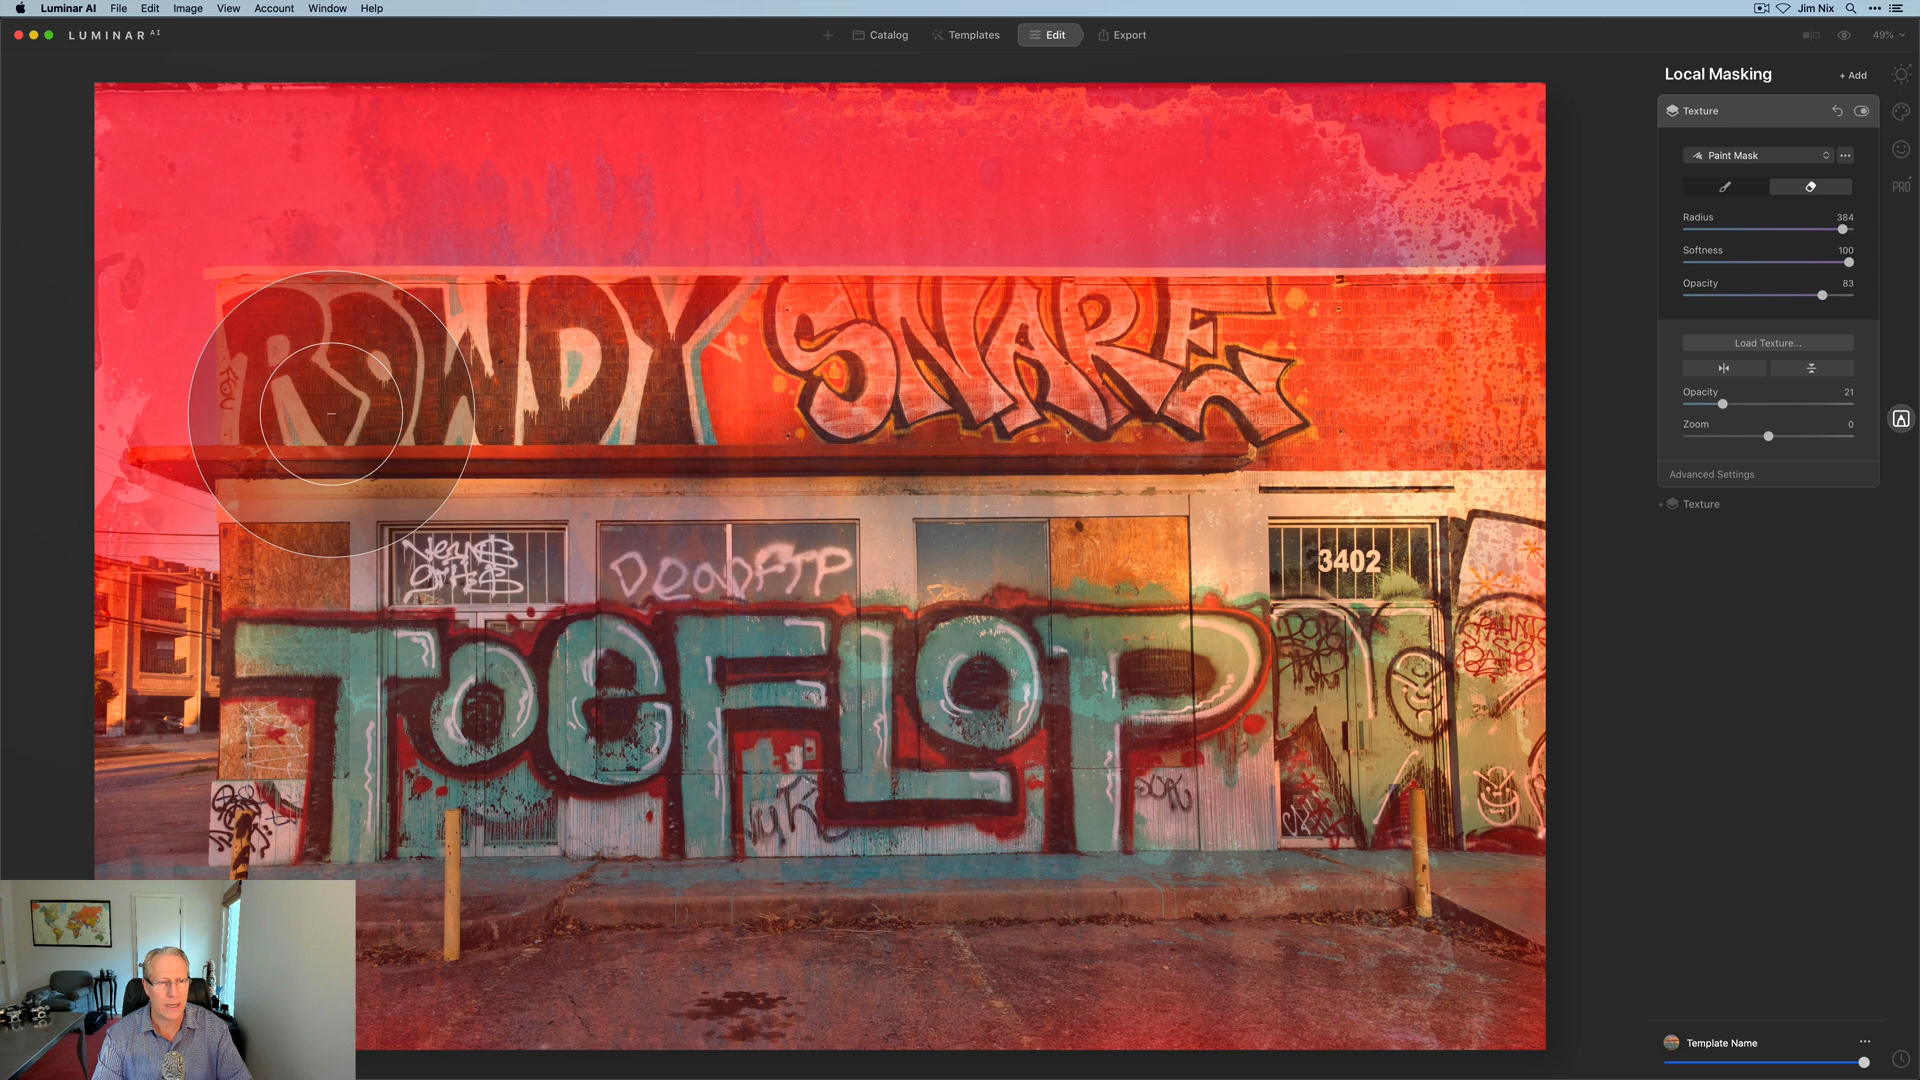 Luminar AI File Edit Image View Account Window Help Jim Nix
LUMINAR AI Catalog Templates Edit Export 49%
Local Masking + Add
Texture
Paint Mask
PRO
Radius 384
Softness 100
Opacity 83
Load Texture...
Opacity 21
Zoom 0
Advanced Settings
Texture
ROWDY SNARE
DEADFTP
3402
TOEFLOP
Template Name